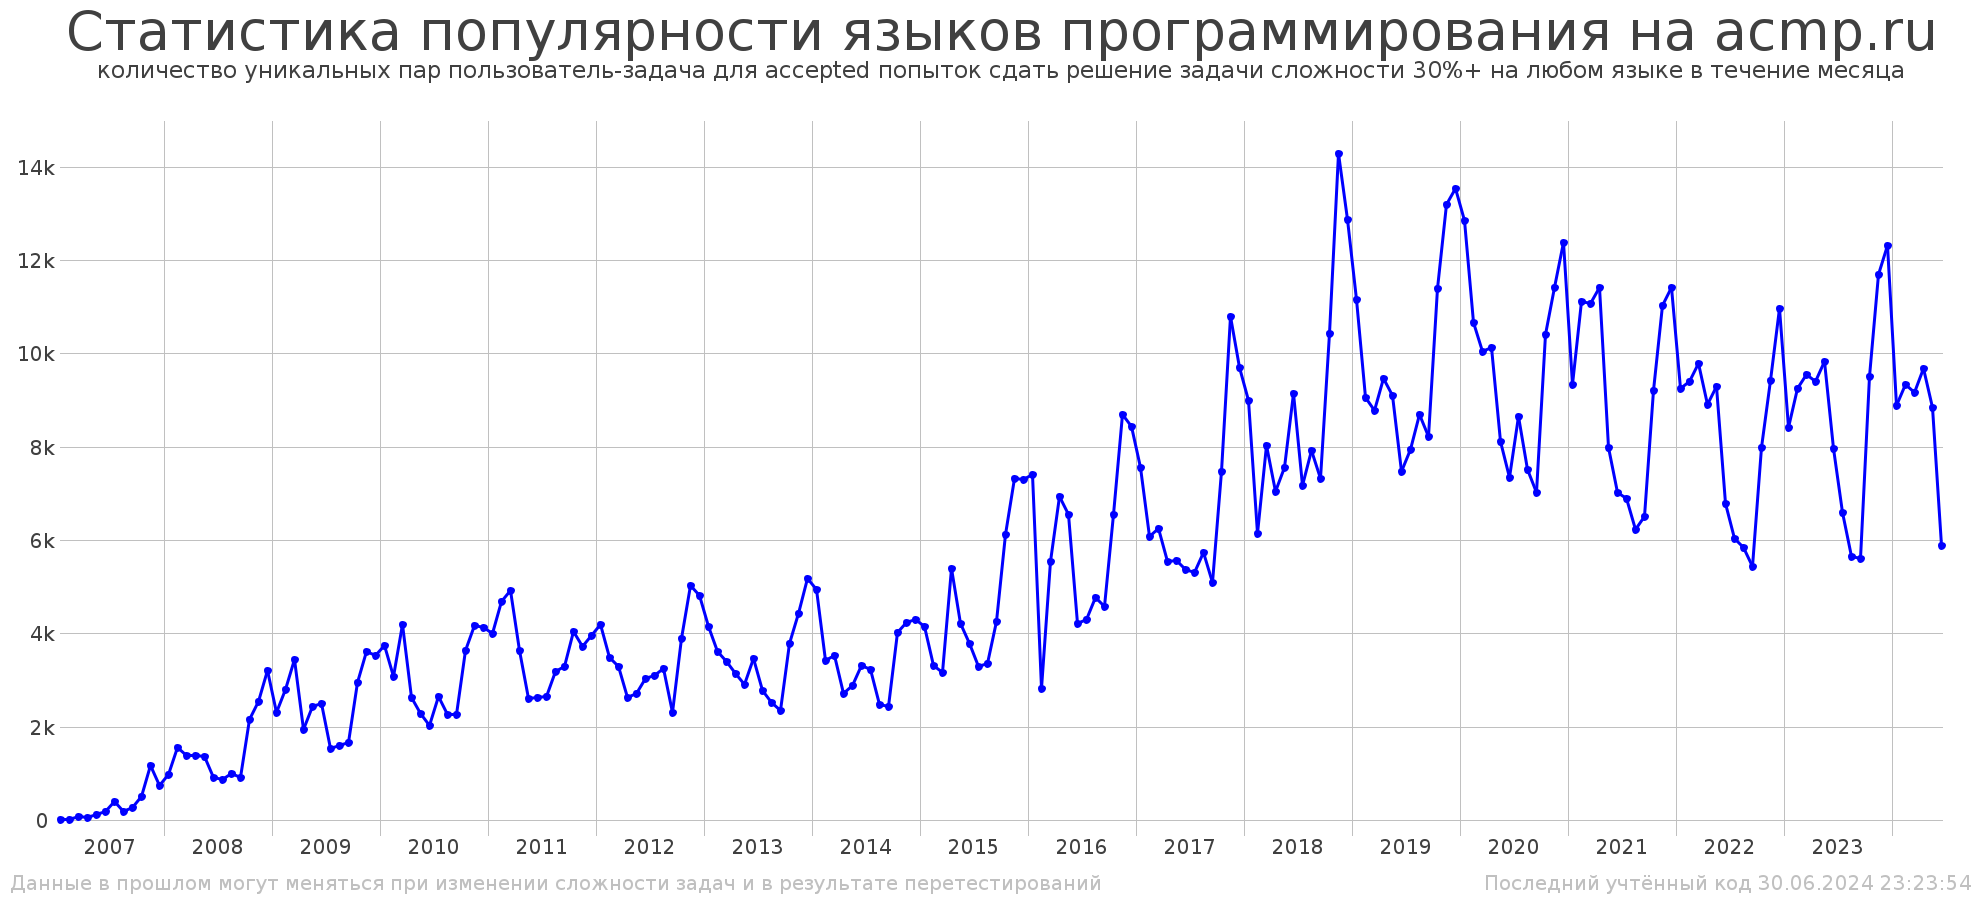 Статистика популярности языков программирования на acmp.ru
количество уникальных пар пользователь-задача для accepted попыток сдать решение задачи сложности 30%+ на любом языке в течение месяца
14k
12k
10k
8k
6k
4k
2k
0
2007 2008 2009 2010 2011 2012 2013 2014 2015 2016 2017 2018 2019 2020 2021 2022 2023
Данные в прошлом могут меняться при изменении сложности задач и в результате перетестирований
Последний учтённый код 30.06.2024 23:23:54